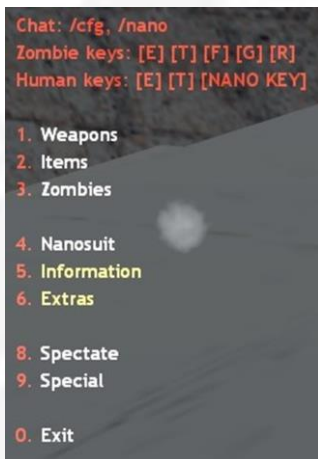 Chat: /cfg, /nano
Zombie keys: [E] [T] [F] [G] [R]
Human keys: [E] [T] [NANO KEY]
1. Weapons
2. Items
3. Zombies
4. Nanosuit
5. Information
6. Extras
8. Spectate
9. Special
0. Exit